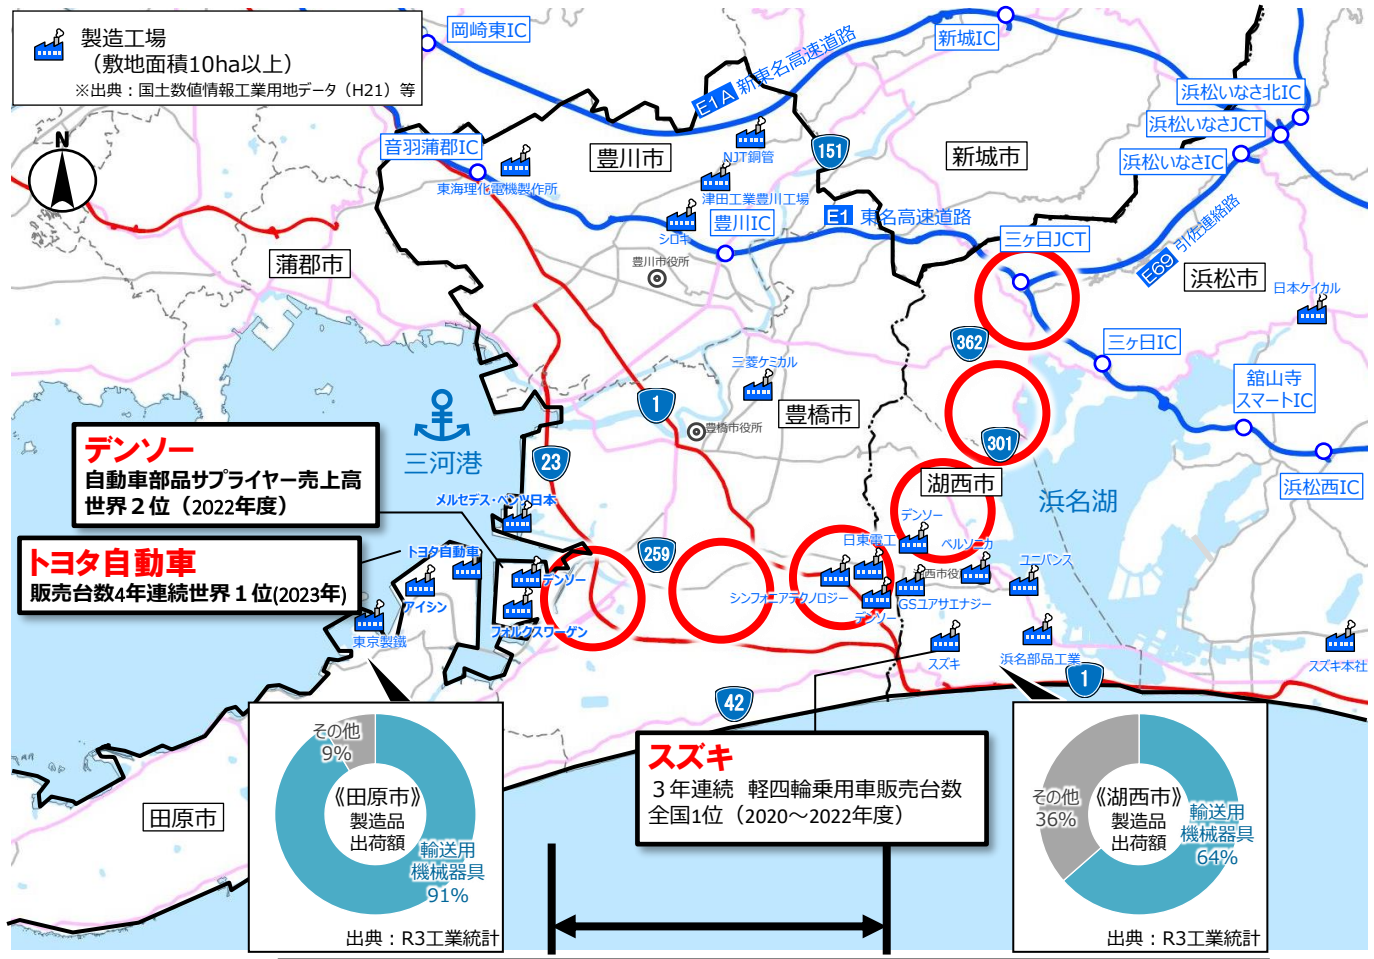 製造工場
（敷地面積10ha以上）
※出典：国土数値情報工業用地データ（H21）等
N
岡崎東IC
E1A 新東名高速道路
新城IC
浜松いなさ北IC
浜松いなさJCT
浜松いなさIC
音羽蒲郡IC
東海理化電機製作所
豊川市
NJT銅管
151
新城市
津田工業豊川工場
シロキ
豊川IC
E1 東名高速道路
三ヶ日JCT
E69 引佐連絡路
浜松市
蒲郡市
豊川市役所
日本ケイカル
362
三ヶ日IC
三菱ケミカル
舘山寺
スマートIC
1
豊橋市
豊橋市役所
301
三河港
23
浜松西IC
デンソー
自動車部品サプライヤー売上高
世界２位（2022年度）
メルセデス・ベンツ日本
湖西市
浜名湖
デンソー
トヨタ自動車
販売台数4年連続世界１位(2023年)
トヨタ自動車
アイシン
デンソー
フォルクスワーゲン
東京製鐵
259
日東電工
ベルソニカ
西市役
ユニバンス
シンフォニアテクノロジー
デンソー
GSユアサエナジー
スズキ
浜名部品工業
スズキ本社
1
42
田原市
その他
9%
《田原市》
製造品
出荷額
輸送用
機械器具
91%
出典：R3工業統計
スズキ
３年連続 軽四輪乗用車販売台数
全国1位（2020～2022年度）
その他
36%
《湖西市》
製造品
出荷額
輸送用
機械器具
64%
出典：R3工業統計